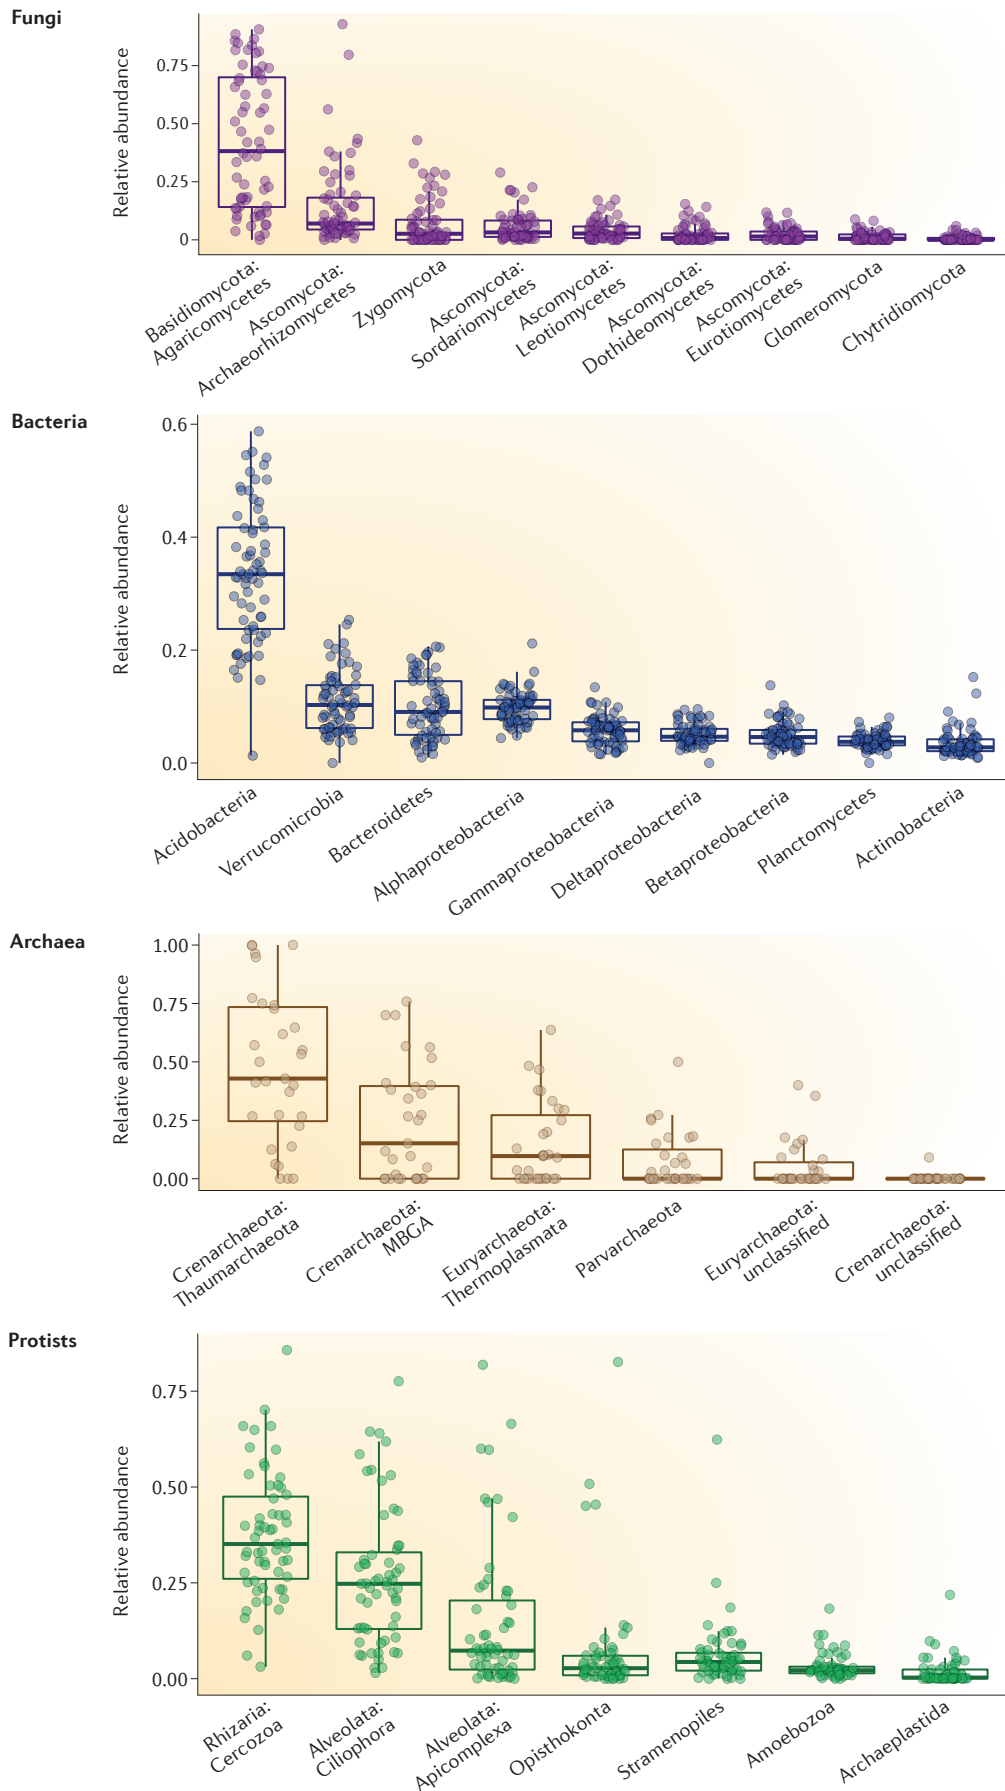 Fungi
Relative abundance
0.75
0.50
0.25
0
Basidiomycota:
Agaricomycetes
Ascomycota:
Archaeorhizomycetes
Zygomycota
Ascomycota:
Sordariomycetes
Ascomycota:
Leotiomycetes
Ascomycota:
Dothideomycetes
Ascomycota:
Eurotiomycetes
Glomeromycota
Chytridiomycota
Bacteria
Relative abundance
0.6
0.4
0.2
0.0
Acidobacteria
Verrucomicrobia
Bacteroidetes
Alphaproteobacteria
Gammaproteobacteria
Deltaproteobacteria
Betaproteobacteria
Planctomycetes
Actinobacteria
Archaea
Relative abundance
1.00
0.75
0.50
0.25
0.00
Crenarchaeota:
Thaumarchaeota
Crenarchaeota:
MBGA
Euryarchaeota:
Thermoplasmata
Parvarchaeota
Euryarchaeota:
unclassified
Crenarchaeota:
unclassified
Protists
Relative abundance
0.75
0.50
0.25
0.00
Rhizaria:
Cercozoa
Alveolata:
Ciliophora
Alveolata:
Apicomplexa
Opisthokonta
Stramenopiles
Amoebozoa
Archaeplastida